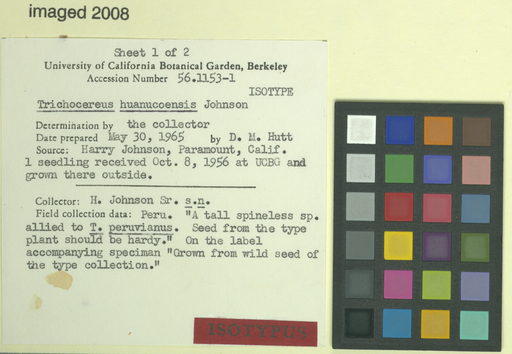 imaged 2008
Sheet 1 of 2
University of California Botanical Garden, Berkeley
Accession Number 56.1153-1
ISOTYPE
Trichocereus huanucoensis Johnson
Determination by the collector
Date prepared May 30, 1965 by D. M. Hutt
Source: Harry Johnson, Paramount, Calif.
1 seedling received Oct. 8, 1956 at UCBG and
grown there outside.
Collector: H. Johnson Sr. s.n.
Field collection data: Peru. "A tall spineless sp.
allied to T. peruvianus. Seed from the type
plant should be hardy." On the label
accompanying specimen "Grown from wild seed of
the type collection."
ISOTYPUS